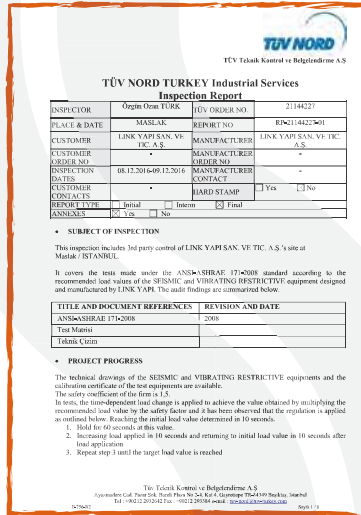 TÜV NORD
TÜV Teknik Kontrol ve Belgelendirme A.Ş
TÜV NORD TURKEY Industrial Services
Inspection Report
INSPECTOR Özgün Ozan TÜRK TÜV ORDER NO. 21144227
PLACE & DATE MASLAK REPORT NO RP-21144227-01
CUSTOMER LINK YAPI SAN. VE TIC. A.Ş. MANUFACTURER LINK YAPI SAN. VE TIC. A.Ş.
CUSTOMER ORDER NO - MANUFACTURER ORDER NO -
INSPECTION DATES 08.12.2016-09.12.2016 MANUFACTURER CONTACT -
CUSTOMER CONTACTS - HARD STAMP Yes No
REPORT TYPE Initial Interm Final
ANNEXES Yes No
• SUBJECT OF INSPECTION
This inspection includes 3rd party control of LINK YAPI SAN. VE TIC. A.Ş.'s site at
Maslak / ISTANBUL.
It covers the tests made under the ANSI-ASHRAE 171-2008 standard according to the
recommended load values of the SEISMIC and VIBRATING RESTRICTIVE equipment designed
and manufactured by LINK YAPI. The audit findings are summarized below.
TITLE AND DOCUMENT REFERENCES REVISION AND DATE
ANSI-ASHRAE 171-2008 2008
Test Matrisi
Teknik Çizim
• PROJECT PROGRESS
The technical drawings of the SEISMIC and VIBRATING RESTRICTIVE equipments and the
calibration certificate of the test equipments are available.
The safety coefficient of the firm is 1.5.
In tests, the time-dependent load change is applied to achieve the value obtained by multiplying the
recommended load value by the safety factor and it has been observed that the regulation is applied
as outlined below. Reaching the initial load value determined in 10 seconds.
1. Hold for 60 seconds at this value.
2. Increasing load applied in 10 seconds and returning to initial load value in 10 seconds after
load application
3. Repeat step 3 until the target load value is reached
Tüv Teknik Kontrol ve Belgelendirme A.Ş